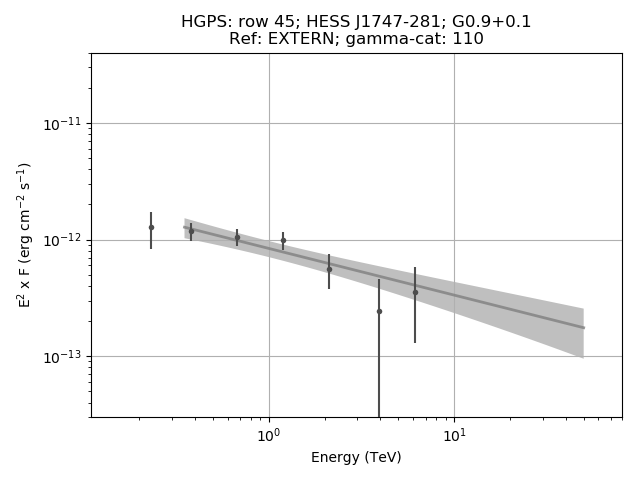 HGPS: row 45; HESS J1747-281; G0.9+0.1
Ref: EXTERN; gamma-cat: 110
E² x F (erg cm⁻² s⁻¹)
10⁻¹¹
10⁻¹²
10⁻¹³
10⁰ 10¹
Energy (TeV)